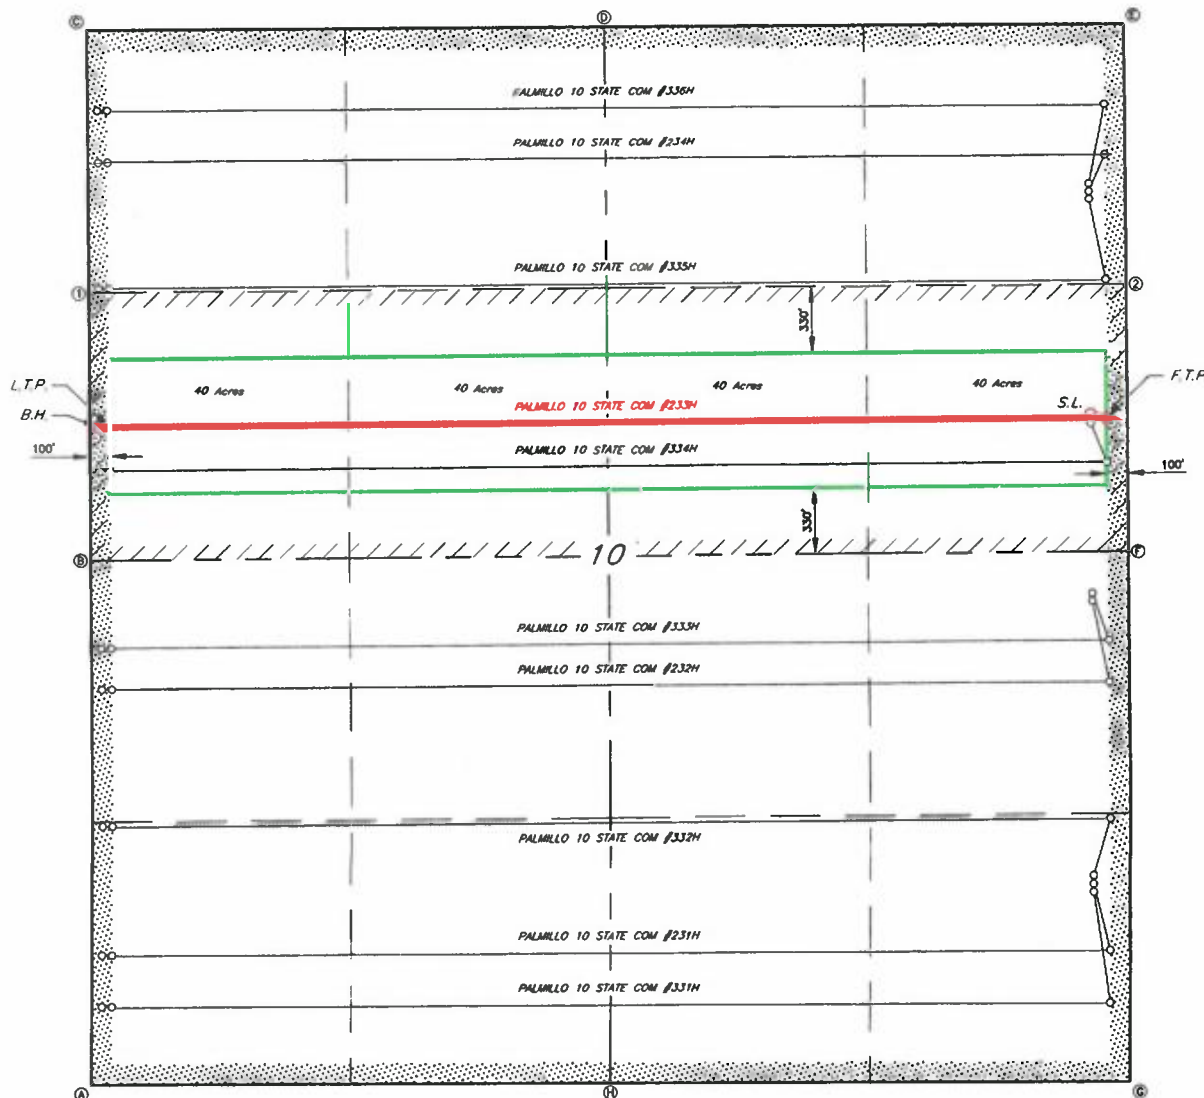 C D E
PALMILLO 10 STATE COM #336H
PALMILLO 10 STATE COM #234H
PALMILLO 10 STATE COM #335H
1 2
330'
L.T.P. 40 Acres 40 Acres 40 Acres 40 Acres F.T.P.
B.H. PALMILLO 10 STATE COM #233H S.L.
100' PALMILLO 10 STATE COM #334H 100'
330'
B 10 F
PALMILLO 10 STATE COM #333H
PALMILLO 10 STATE COM #232H
PALMILLO 10 STATE COM #332H
PALMILLO 10 STATE COM #231H
PALMILLO 10 STATE COM #331H
A H G